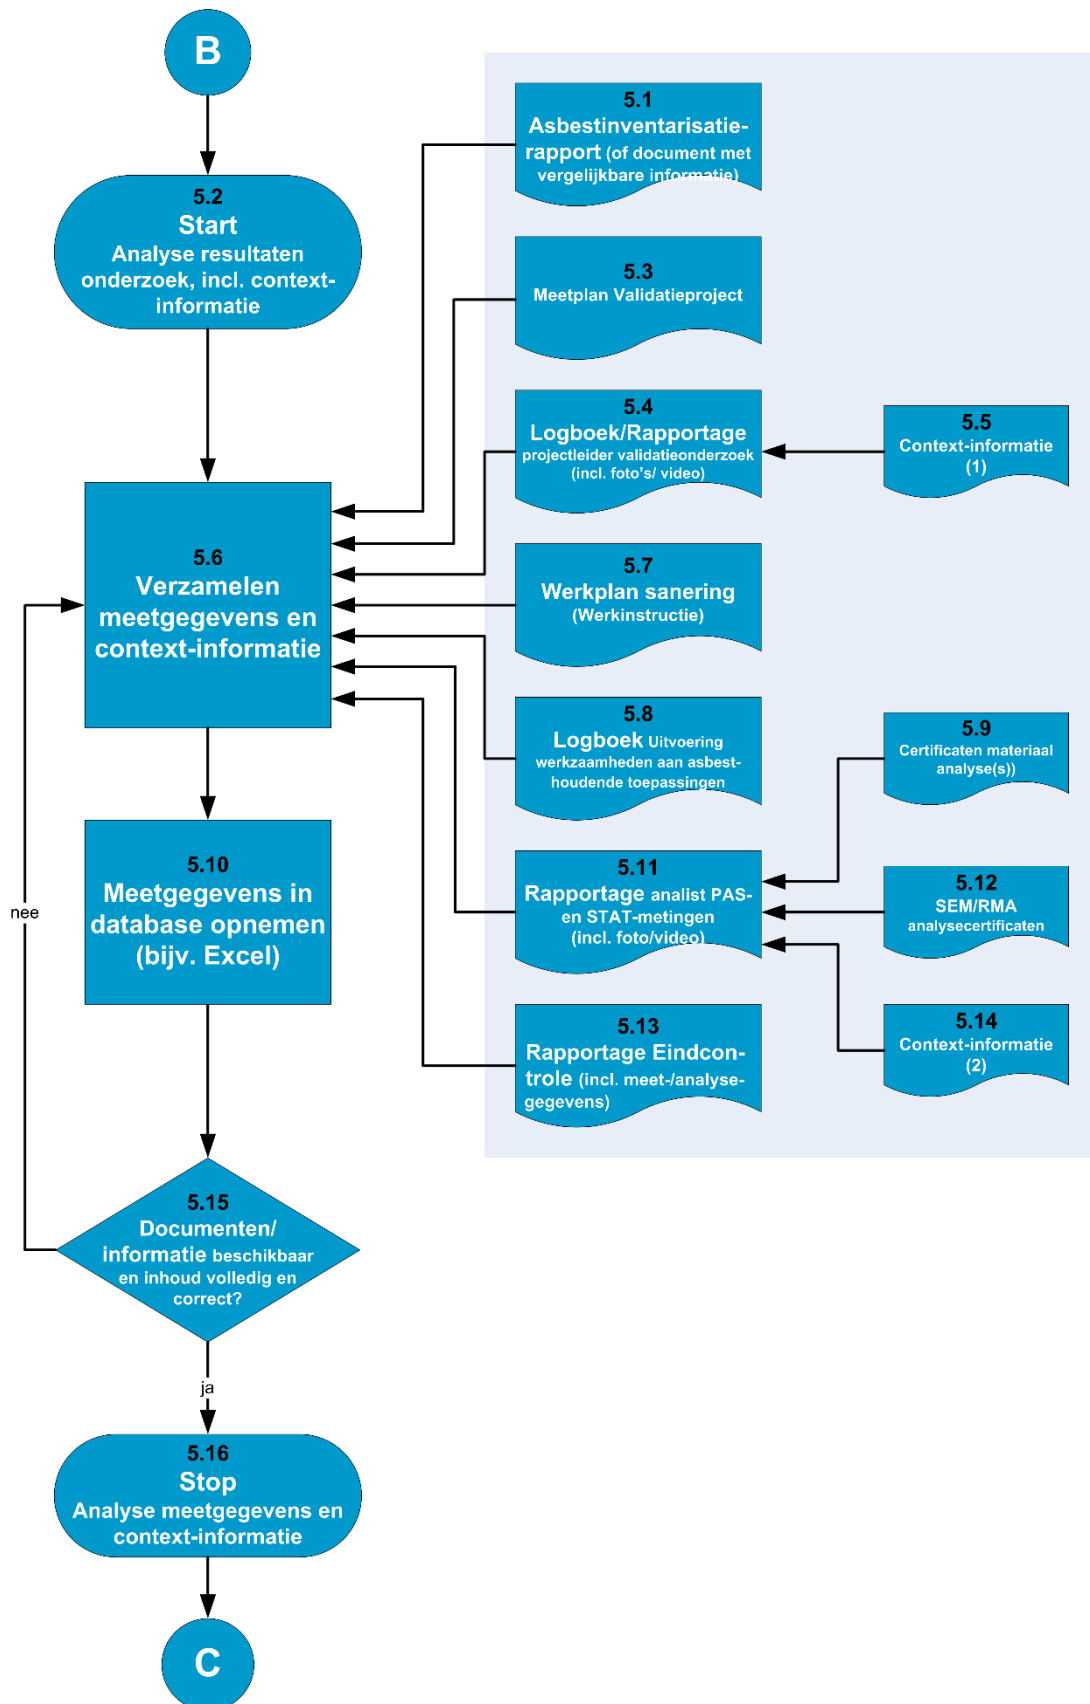 B
5.2
Start
Analyse resultaten
onderzoek, incl. context-
informatie
5.1
Asbestinventarisatie-
rapport (of document met
vergelijkbare informatie)
5.3
Meetplan Validatieproject
5.4
Logboek/Rapportage
projectleider validatieonderzoek
(incl. foto's/ video)
5.5
Context-informatie
(1)
5.6
Verzamelen
meetgegevens en
context-informatie
5.7
Werkplan sanering
(Werkinstructie)
5.8
Logboek Uitvoering
werkzaamheden aan asbest-
houdende toepassingen
5.9
Certificaten materiaal
analyse(s))
5.10
Meetgegevens in
database opnemen
(bijv. Excel)
5.11
Rapportage analist PAS-
en STAT-metingen
(incl. foto/video)
5.12
SEM/RMA
analysecertificaten
5.13
Rapportage Eindcon-
trole (incl. meet-/analyse-
gegevens)
5.14
Context-informatie
(2)
nee
5.15
Documenten/
informatie beschikbaar
en inhoud volledig en
correct?
ja
5.16
Stop
Analyse meetgegevens en
context-informatie
C